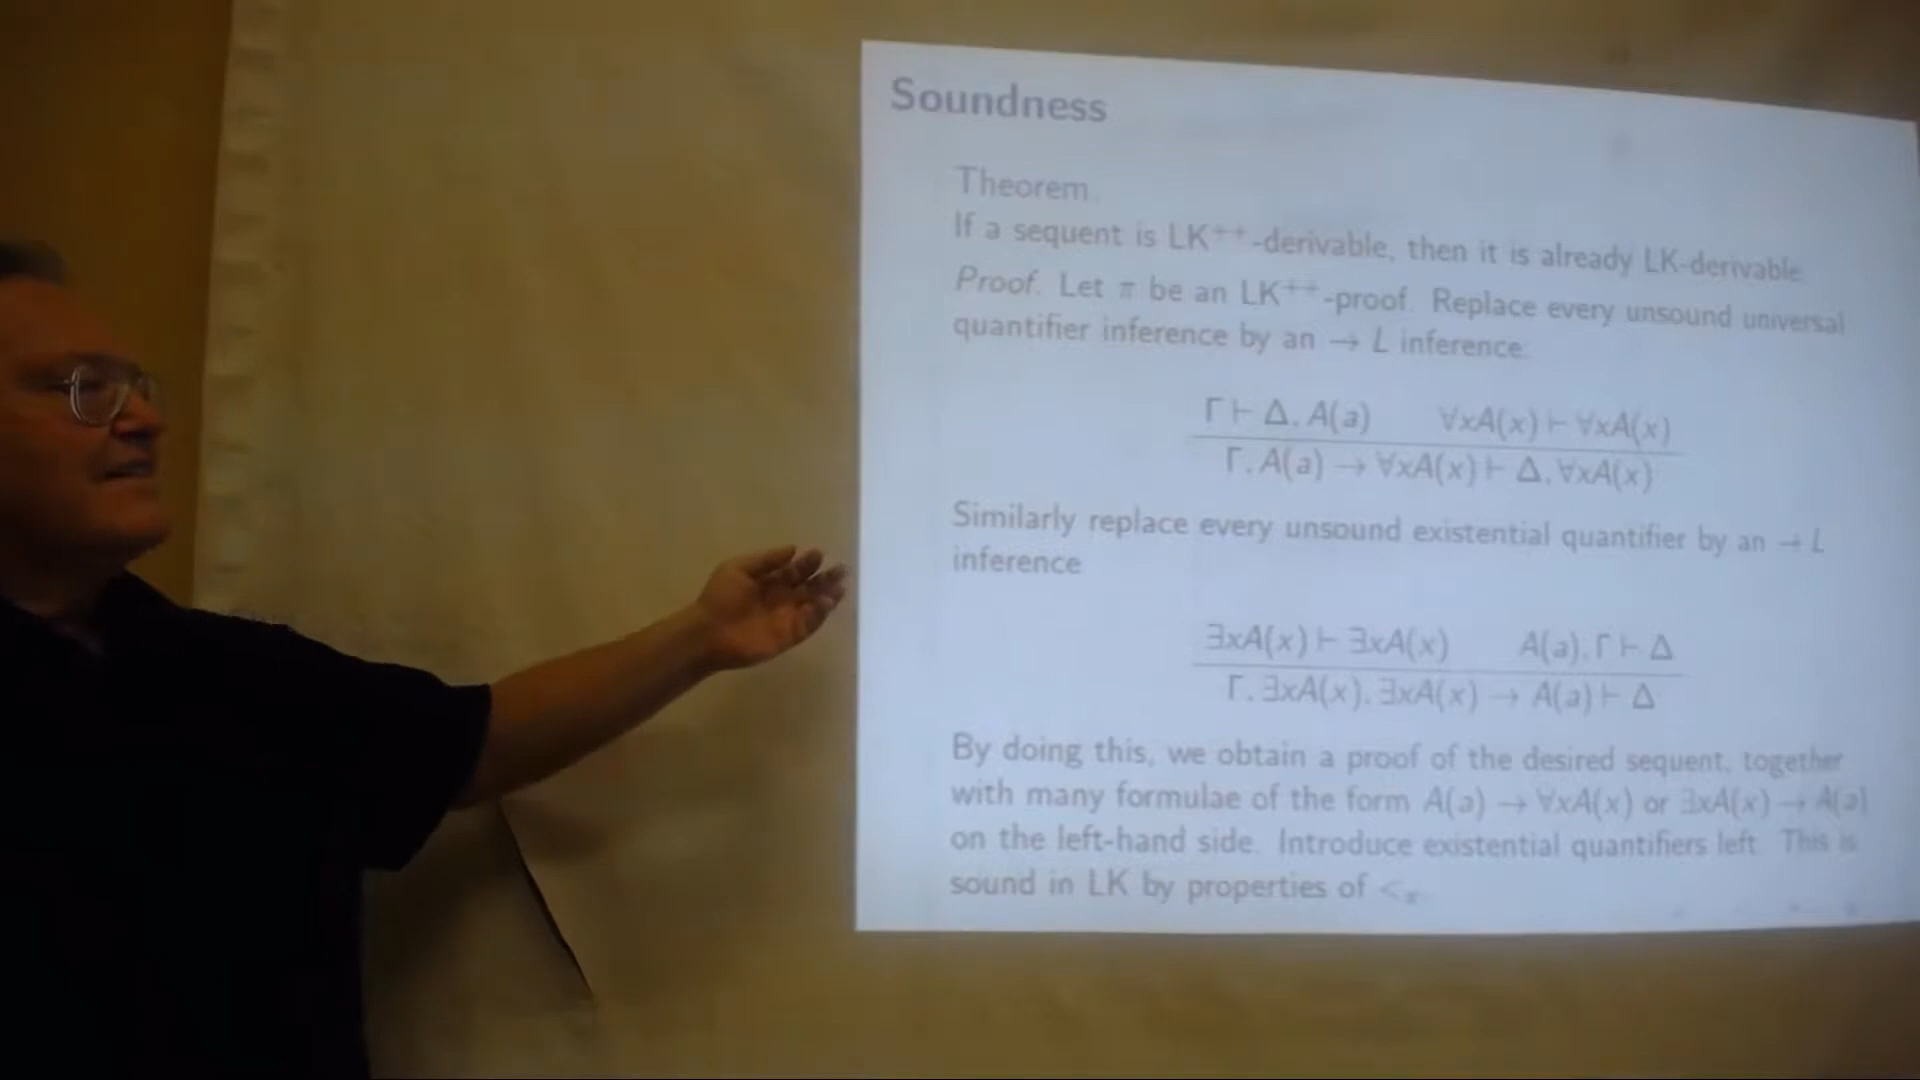 Soundness
Theorem.
If a sequent is LK⁺⁺-derivable, then it is already LK-derivable.
Proof. Let π be an LK⁺⁺-proof. Replace every unsound universal
quantifier inference by an → L inference:
Γ ⊢ Δ, A(a) ∀xA(x) ⊢ ∀xA(x)
Γ, A(a) → ∀xA(x) ⊢ Δ, ∀xA(x)
Similarly replace every unsound existential quantifier by an → L
inference
∃xA(x) ⊢ ∃xA(x) A(a), Γ ⊢ Δ
Γ, ∃xA(x), ∃xA(x) → A(a) ⊢ Δ
By doing this, we obtain a proof of the desired sequent, together
with many formulae of the form A(a) → ∀xA(x) or ∃xA(x) → A(a)
on the left-hand side. Introduce existential quantifiers left. This is
sound in LK by properties of <π.